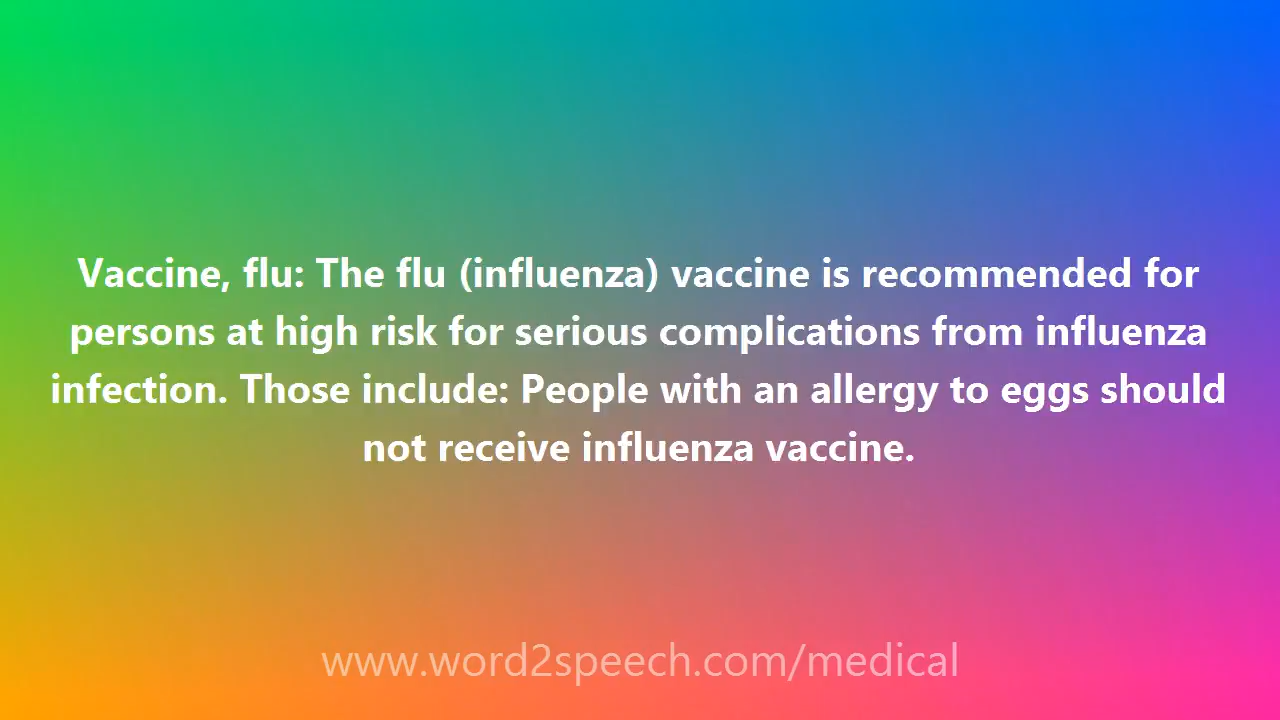 Vaccine, flu: The flu (influenza) vaccine is recommended for
persons at high risk for serious complications from influenza
infection. Those include: People with an allergy to eggs should
not receive influenza vaccine.
www.word2speech.com/medical